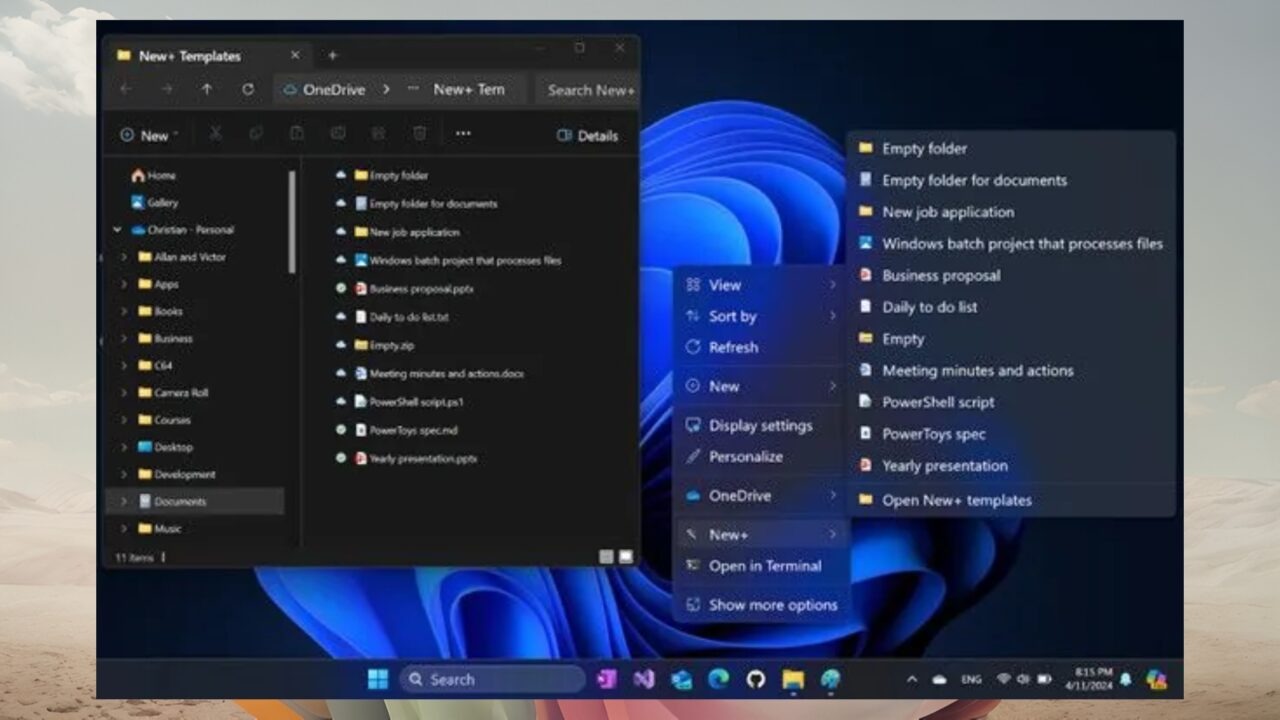 New+ Templates
OneDrive > ··· New+ Tem
Search New+
New
Details
Home
Gallery
Christian - Personal
Allan and Victor
Apps
Books
Business
C64
Camera Roll
Courses
Desktop
Development
Documents
Music
Empty folder
Empty folder for documents
New job application
Windows batch project that processes files
Business proposal.pptx
Daily to do list.txt
Empty.zip
Meeting minutes and actions.docx
PowerShell script.ps1
PowerToys spec.md
Yearly presentation.pptx
11 items
View
Sort by
Refresh
New
Display settings
Personalize
OneDrive
New+
Open in Terminal
Show more options
Empty folder
Empty folder for documents
New job application
Windows batch project that processes files
Business proposal
Daily to do list
Empty
Meeting minutes and actions
PowerShell script
PowerToys spec
Yearly presentation
Open New+ templates
Search
ENG
8:15 PM
4/11/2024